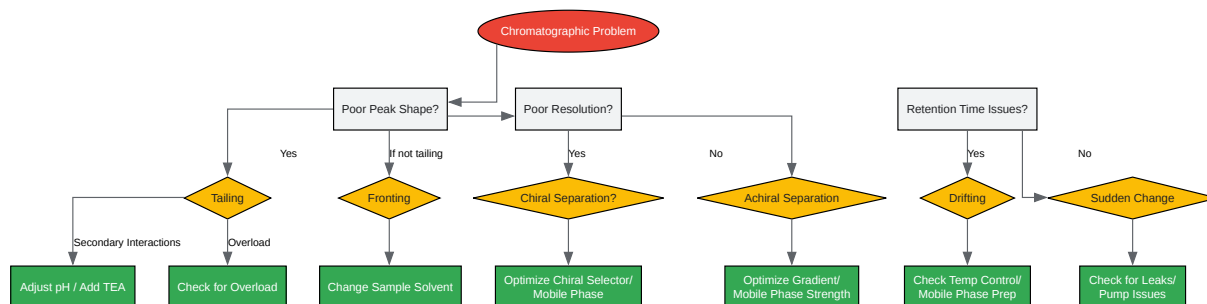 Chromatographic Problem
Poor Peak Shape?
Poor Resolution?
Retention Time Issues?
Yes
If not tailing
Yes
No
Yes
No
Tailing
Fronting
Chiral Separation?
Achiral Separation
Drifting
Sudden Change
Secondary Interactions
Overload
Adjust pH / Add TEA
Check for Overload
Change Sample Solvent
Optimize Chiral Selector/
Mobile Phase
Optimize Gradient/
Mobile Phase Strength
Check Temp Control/
Mobile Phase Prep
Check for Leaks/
Pump Issues